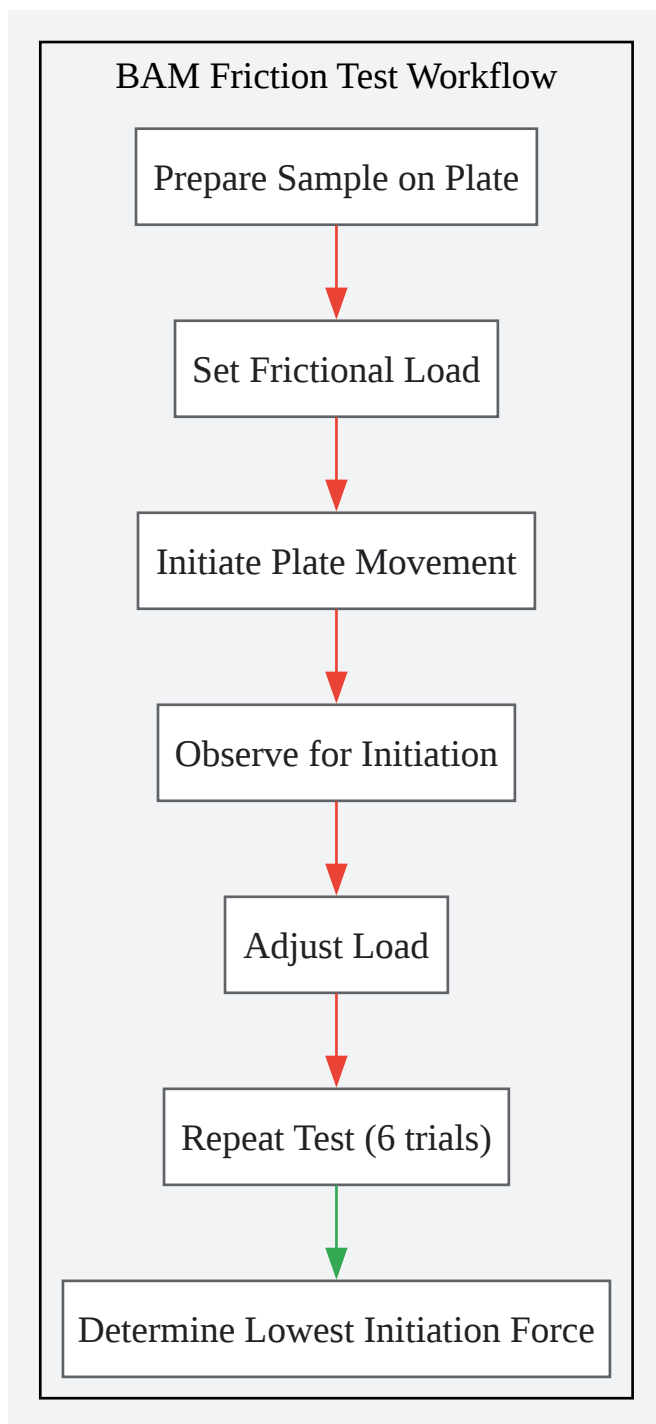 BAM Friction Test Workflow
Prepare Sample on Plate
Set Frictional Load
Initiate Plate Movement
Observe for Initiation
Adjust Load
Repeat Test (6 trials)
Determine Lowest Initiation Force